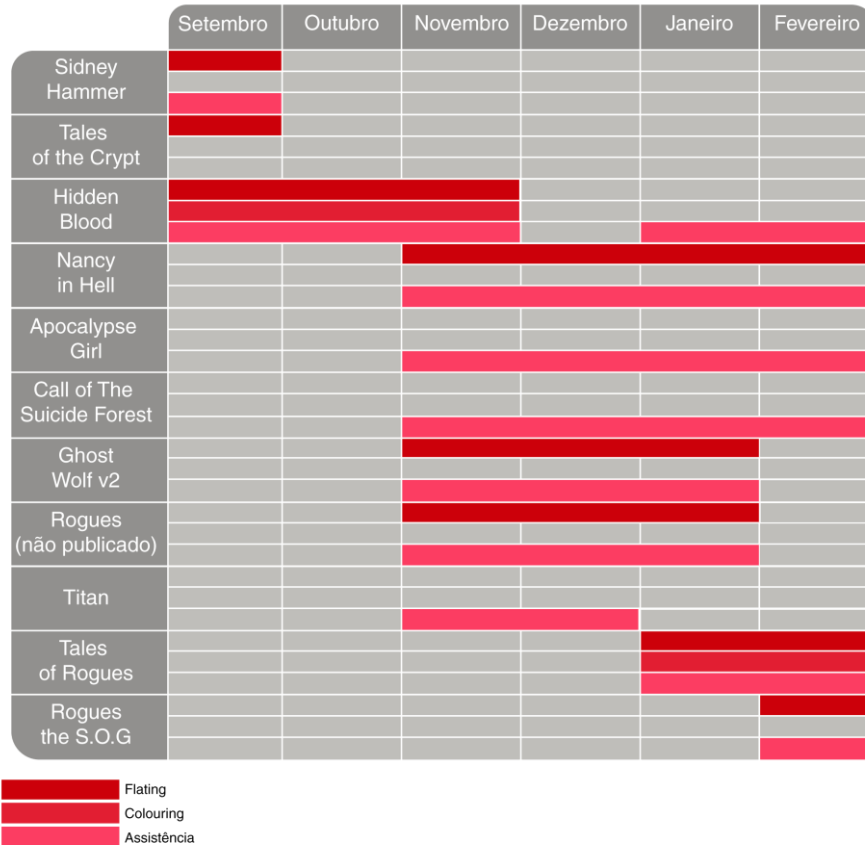 Setembro Outubro Novembro Dezembro Janeiro Fevereiro
Sidney
Hammer
Tales
of the Crypt
Hidden
Blood
Nancy
in Hell
Apocalypse
Girl
Call of The
Suicide Forest
Ghost
Wolf v2
Rogues
(não publicado)
Titan
Tales
of Rogues
Rogues
the S.O.G
Flating
Colouring
Assistência